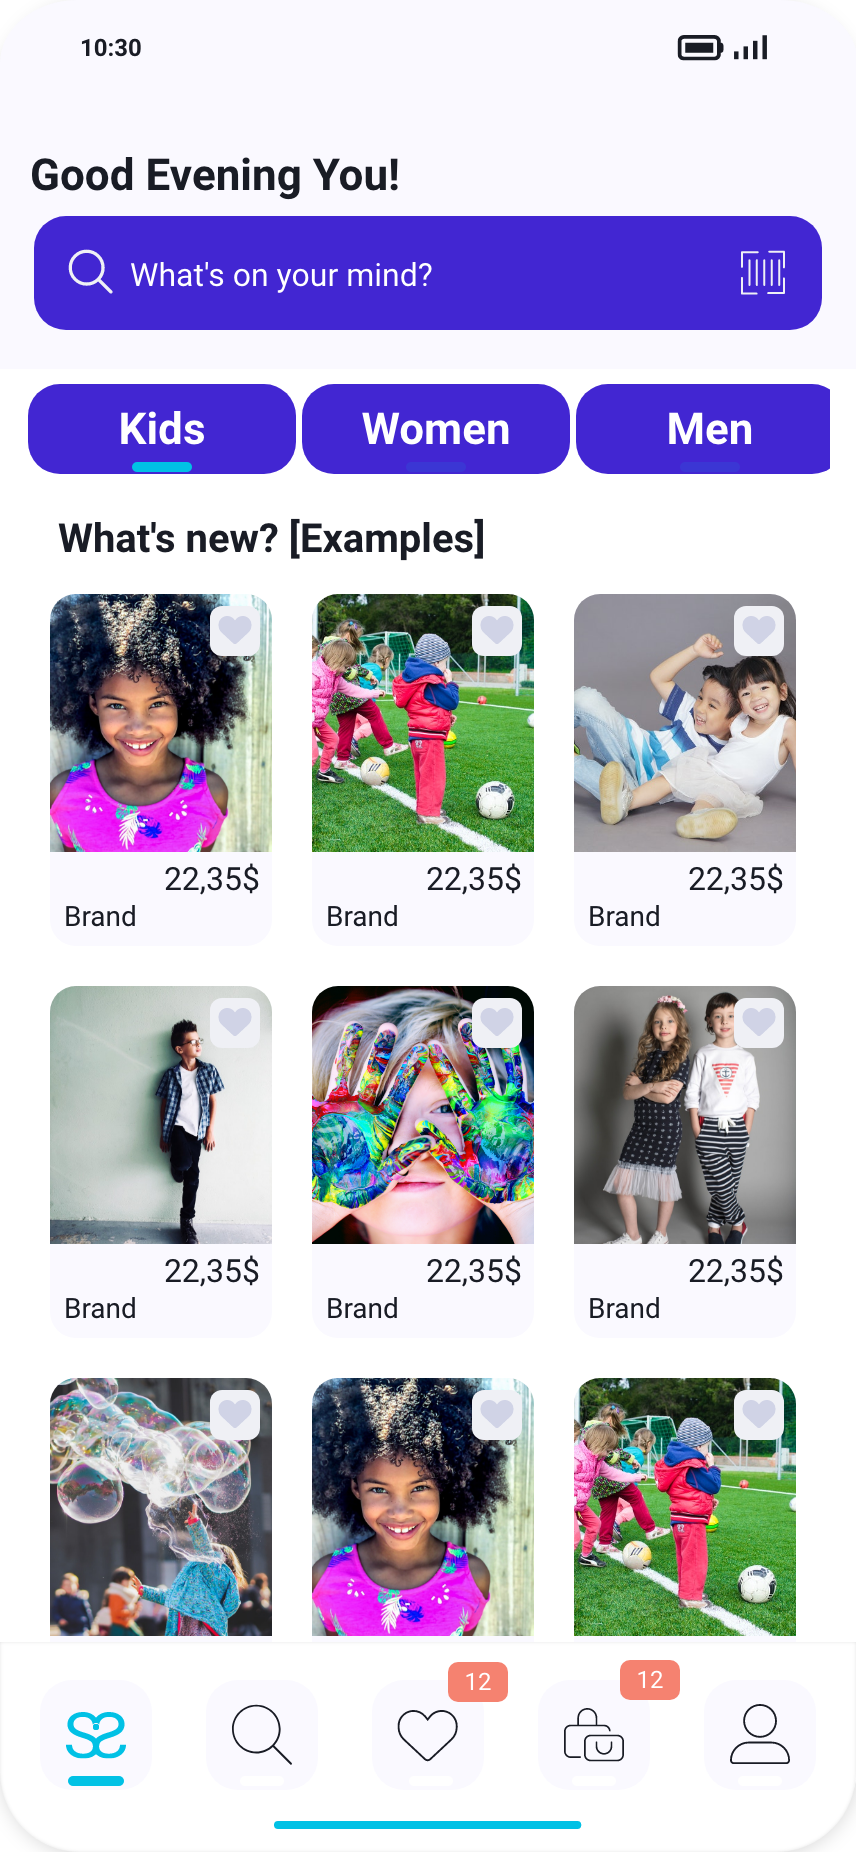 10:30
Good Evening You!
What's on your mind?
Kids
Women
Men
What's new? [Examples]
22,35$
Brand
22,35$
Brand
22,35$
Brand
22,35$
Brand
22,35$
Brand
22,35$
Brand
12
12